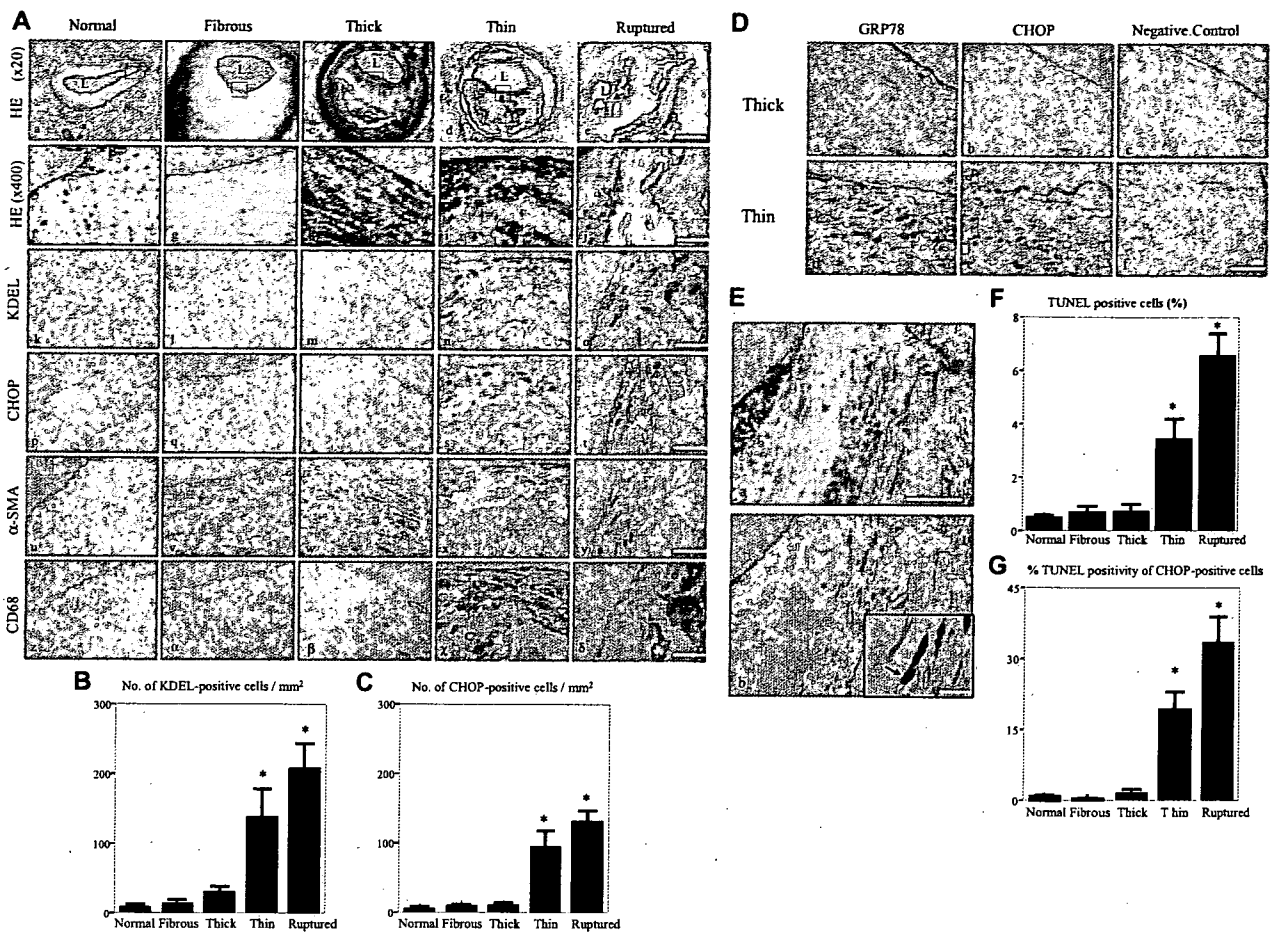 A
Normal Fibrous Thick Thin Ruptured
HE (x20)
L L L L
a d
HE (x400)
KDEL
k l m n o
CHOP
p q r s t
α-SMA
u v w x y
CD68
z α β χ δ
B
No. of KDEL-positive cells / mm²
300
200
100
0
* *
Normal Fibrous Thick Thin Ruptured
C
No. of CHOP-positive cells / mm²
300
200
100
0
* *
Normal Fibrous Thick Thin Ruptured
D
GRP78 CHOP Negative Control
Thick
a b c
Thin
E
a
b
F
TUNEL positive cells (%)
8
6
4
2
0
* *
Normal Fibrous Thick Thin Ruptured
G
% TUNEL positivity of CHOP-positive cells
45
30
15
0
* *
Normal Fibrous Thick Thin Ruptured